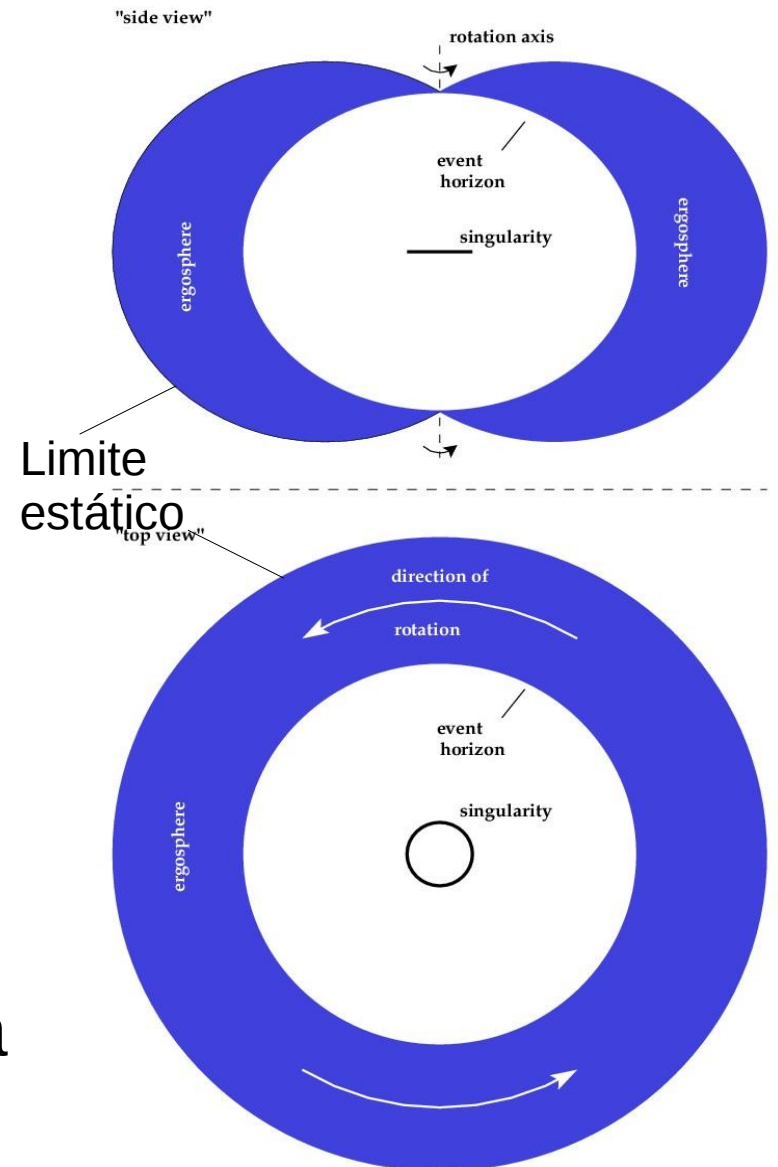 "side view"
rotation axis
event
horizon
singularity
ergosphere
ergosphere
Limite
estático
"top view"
direction of
rotation
event
horizon
singularity
ergosphere
a